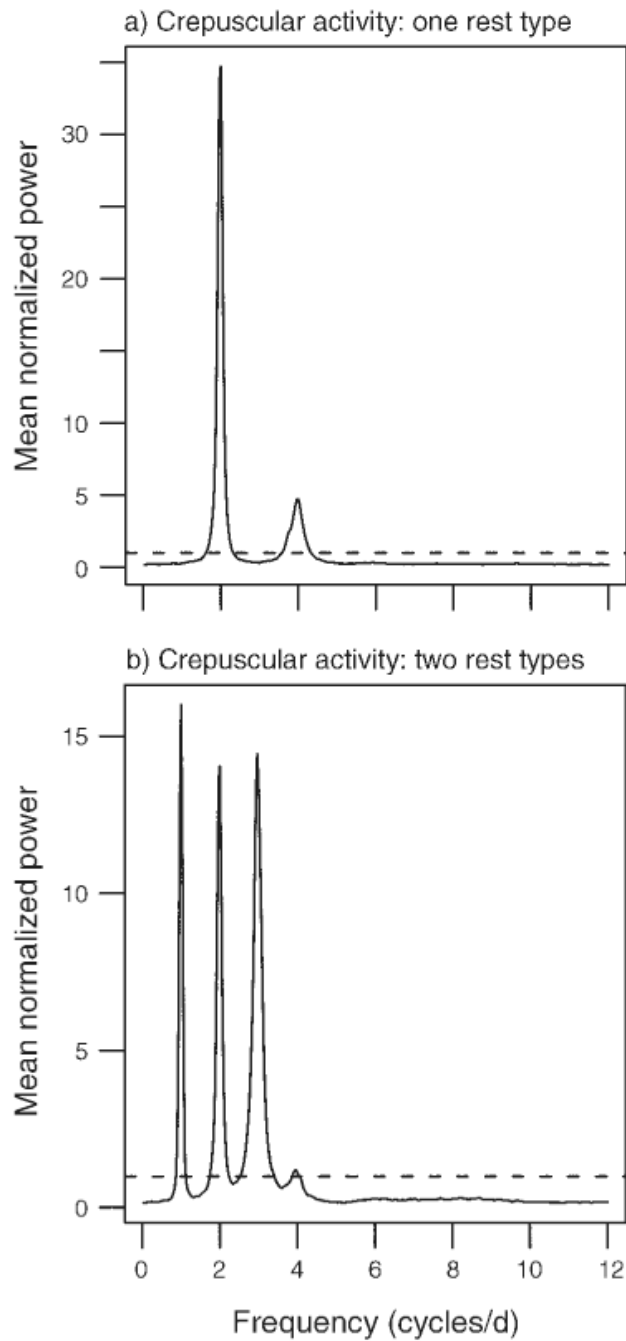 a) Crepuscular activity: one rest type
Mean normalized power
30
20
10
5
0
b) Crepuscular activity: two rest types
Mean normalized power
15
10
5
0
0 2 4 6 8 10 12
Frequency (cycles/d)